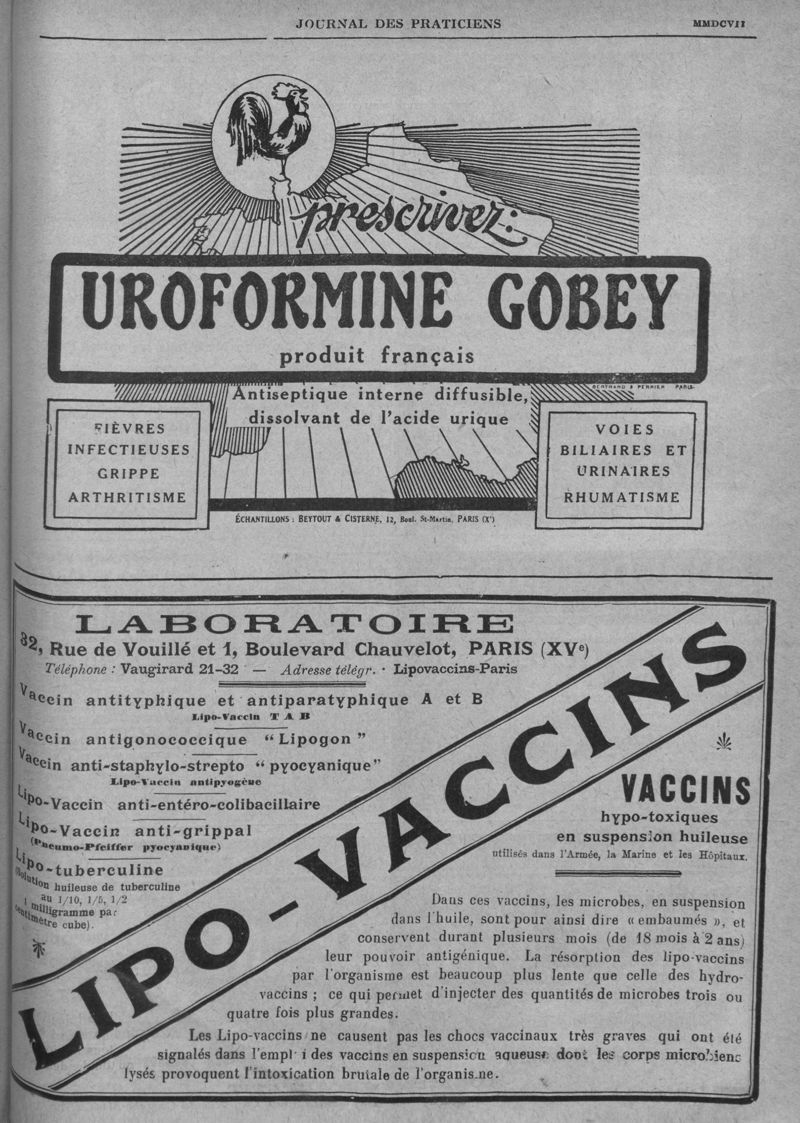 JOURNAL DES PRATICIENS
MMDCVII
prescrivez:
UROFORMINE GOBEY
produit français
BERTRAND & PERRIER PARIS
Antiseptique interne diffusible,
dissolvant de l'acide urique
FIÈVRES
INFECTIEUSES
GRIPPE
ARTHRITISME
VOIES
BILIAIRES ET
URINAIRES
RHUMATISME
ÉCHANTILLONS : BEYTOUT & CISTERNE, 12, Boul. St-Martin, PARIS (X^e)
LABORATOIRE
32, Rue de Vouillé et 1, Boulevard Chauvelot, PARIS (XVe)
Téléphone : Vaugirard 21-32 — Adresse télégr. · Lipovaccins-Paris
Vaccin antityphique et antiparatyphique A et B
Lipo-Vaccin T A B
Vaccin antigonococcique “ Lipogon ”
Vaccin anti-staphylo-strepto “ pyocyanique”
Lipo-Vaccin antipyogène
Lipo-Vaccin anti-entéro-colibacillaire
Lipo-Vaccin anti-grippal
(Pneumo-Pfeiffer pyocyanique)
Lipo-tuberculine
Solution huileuse de tuberculine
au 1/10, 1/5, 1/2
milligramme par
centimètre cube).
LIPO-VACCINS
VACCINS
hypo-toxiques
en suspension huileuse
utilisés dans l'Armée, la Marine et les Hôpitaux.
Dans ces vaccins, les microbes, en suspension
dans l'huile, sont pour ainsi dire « embaumés », et
conservent durant plusieurs mois (de 18 mois à 2 ans)
leur pouvoir antigénique. La résorption des lipo-vaccins
par l'organisme est beaucoup plus lente que celle des hydro-
vaccins ; ce qui permet d'injecter des quantités de microbes trois ou
quatre fois plus grandes.
Les Lipo-vaccins ne causent pas les chocs vaccinaux très graves qui ont été
signalés dans l'emploi des vaccins en suspension aqueuse dont les corps microbiens
lysés provoquent l'intoxication brutale de l'organisme.